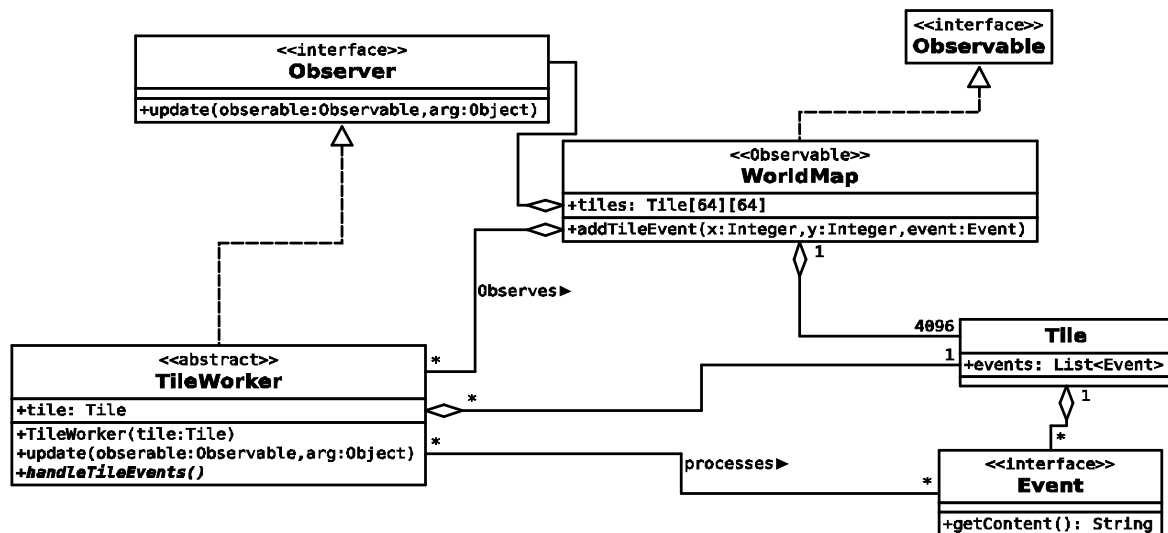 <<interface>>
Observable
<<interface>>
Observer
+update(obserable:Observable,arg:Object)
<<Observable>>
WorldMap
+tiles: Tile[64][64]
+addTileEvent(x:Integer,y:Integer,event:Event)
1
Observes►
4096
Tile
+events: List<Event>
1
*
<<abstract>>
TileWorker
+tile: Tile
+TileWorker(tile:Tile)
+update(obserable:Observable,arg:Object)
+handleTileEvents()
*
*
1
*
processes►
*
<<interface>>
Event
+getContent(): String